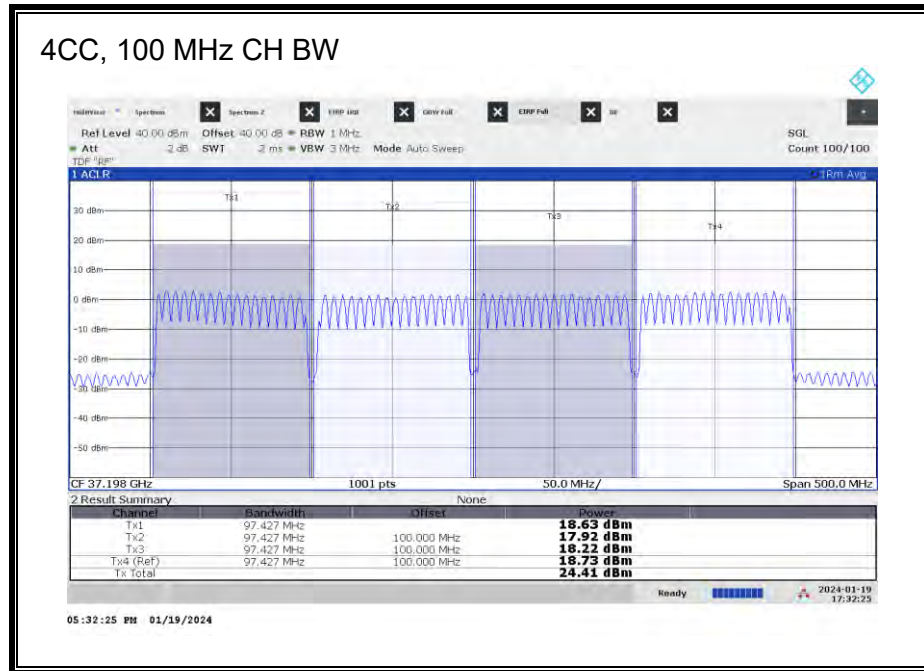 4CC, 100 MHz CH BW
MultiView Spectrum Spectrum 2 EIRP Full
Ref Level 40.00 dBm Offset 40.00 dB RBW 1 MHz SGL
Att 2 dB SWT 2 ms VBW 3 MHz Mode Auto Sweep Count 100/100
TDF "RF"
1 ACLR 1Rm Avg
Tx1
Tx2
Tx3
Tx4
30 dBm
20 dBm
10 dBm
0 dBm
-10 dBm
-20 dBm
-30 dBm
-40 dBm
-50 dBm
CF 37.198 GHz 1001 pts 50.0 MHz/ Span 500.0 MHz
2 Result Summary None
Channel Bandwidth Offset Power
Tx1 97.427 MHz 18.63 dBm
Tx2 97.427 MHz 100.000 MHz 17.92 dBm
Tx3 97.427 MHz 100.000 MHz 18.22 dBm
Tx4 (Ref) 97.427 MHz 100.000 MHz 18.73 dBm
Tx Total 24.41 dBm
Ready 2024-01-19
17:32:25
05:32:25 PM 01/19/2024